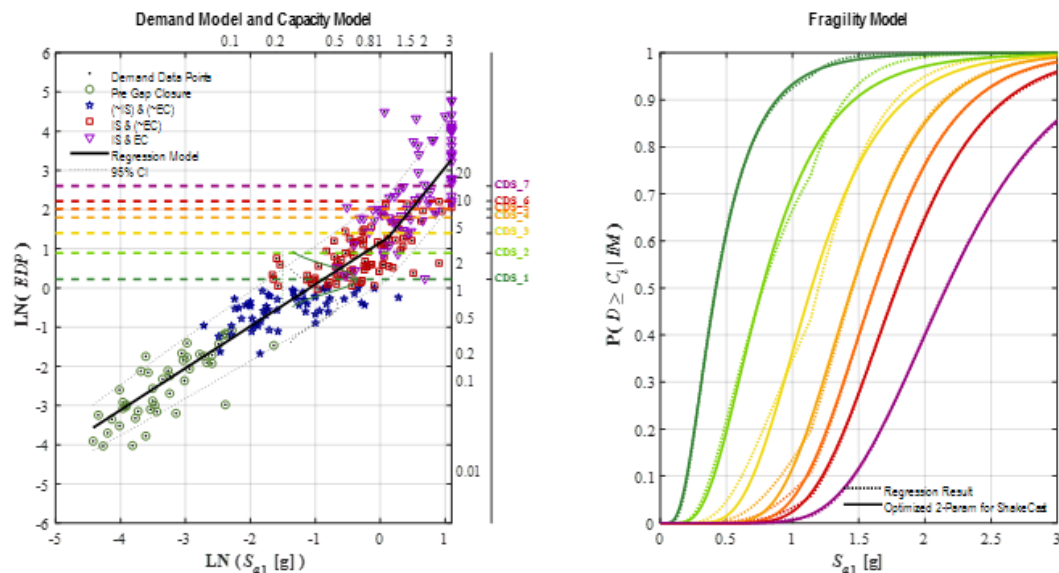 Demand Model and Capacity Model
0.1 0.2 0.5 0.8 1 1.5 2 3
6
5
4
3
2
1
0
-1
-2
-3
-4
-5
-6
LN(EDP)
Demand Data Points
Pre Gap Closure
(~IS) & (~EC)
IS & (~EC)
IS & EC
Regression Model
95% CI
20
10
5
2
1
0.5
0.2
0.1
0.01
CDS_7
CDS_6
CDS_4
CDS_3
CDS_2
CDS_1
-5 -4 -3 -2 -1 0 1
LN (Sa1 [g])
Fragility Model
1
0.9
0.8
0.7
0.6
0.5
0.4
0.3
0.2
0.1
0
P( D ≥ Ci | IM)
Regression Result
Optimized 2-Param for ShakeCast
0 0.5 1 1.5 2 2.5 3
Sa1 [g]